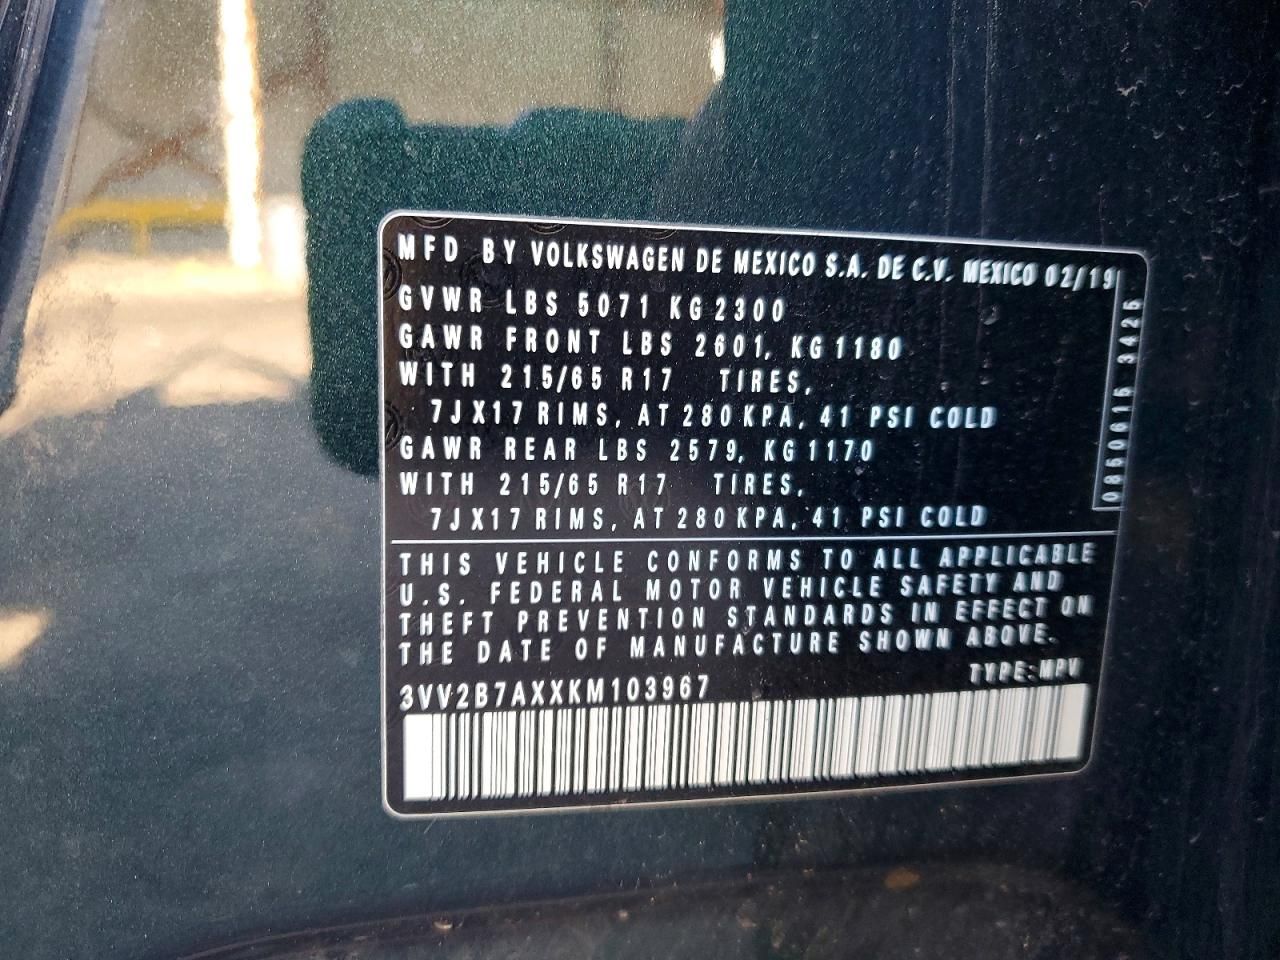 MFD BY VOLKSWAGEN DE MEXICO S.A. DE C.V. MEXICO 02/19
GVWR LBS 5071 KG 2300
GAWR FRONT LBS 2601, KG 1180
WITH 215/65 R17 TIRES,
7JX17 RIMS, AT 280 KPA, 41 PSI COLD
GAWR REAR LBS 2579, KG 1170
WITH 215/65 R17 TIRES,
7JX17 RIMS, AT 280 KPA, 41 PSI COLD
0850615 3425
THIS VEHICLE CONFORMS TO ALL APPLICABLE
U.S. FEDERAL MOTOR VEHICLE SAFETY AND
THEFT PREVENTION STANDARDS IN EFFECT ON
THE DATE OF MANUFACTURE SHOWN ABOVE.
3VV2B7AXXKM103967 TYPE: MPV